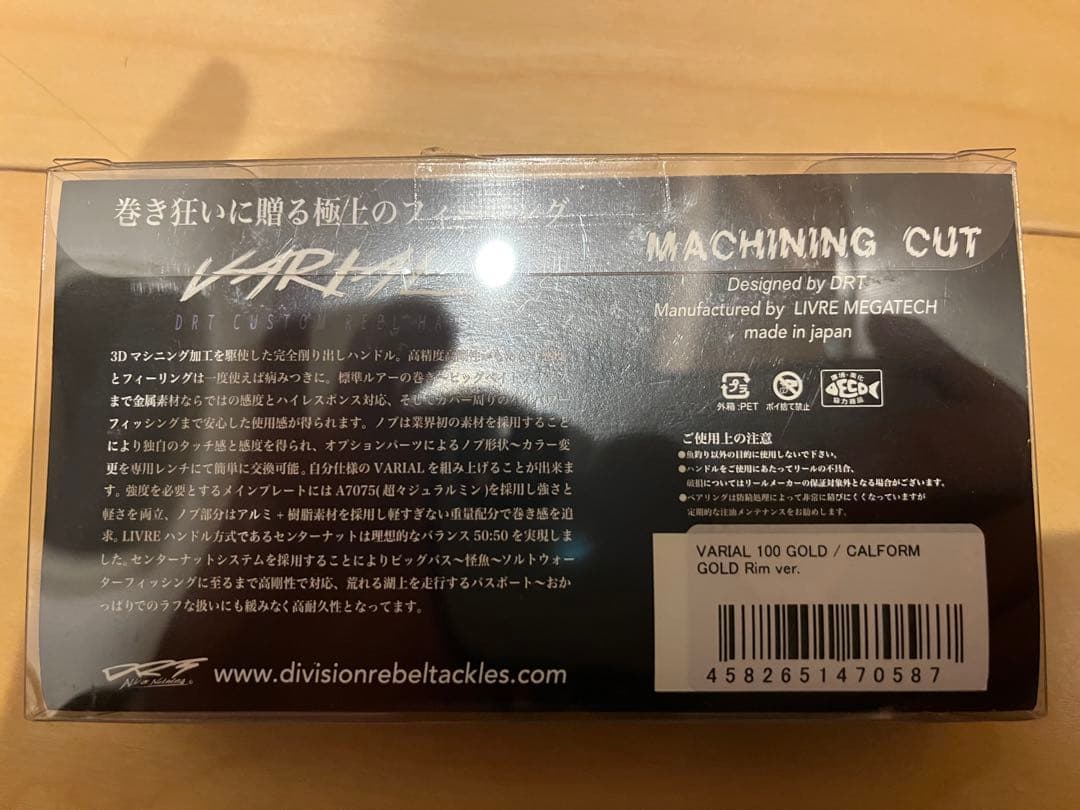 巻き狂いに贈る極上のフィーリング
VARIAL
DRT CUSTOM REEL HA
3Dマシニング加工を駆使した完全削り出しハンドル。高精度高剛性
とフィーリングは一度使えば病みつきに。標準ルアーの巻き〜ビッグベイト
まで金属素材ならではの感度とハイレスポンス対応、そしてカバー周りのパワー
フィッシングまで安心した使用感が得られます。ノブは業界初の素材を採用すること
により独自のタッチ感と感度を得られ、オプションパーツによるノブ形状〜カラー変
更を専用レンチにて簡単に交換可能。自分仕様のVARIALを組み上げることが出来ま
す。強度を必要とするメインプレートにはA7075(超々ジュラルミン)を採用し強さと
軽さを両立、ノブ部分はアルミ+樹脂素材を採用し軽すぎない重量配分で巻き感を追
求。LIVREハンドル方式であるセンターナットは理想的なバランス50:50を実現しまし
た。センターナットシステムを採用することによりビッグバス〜怪魚〜ソルトウォー
ターフィッシングに至るまで高剛性で対応、荒れる湖上を走行するバスボート〜おか
っぱりでのラフな扱いにも緩みなく高耐久性となってます。
DRT
Never Nothing.
www.divisionrebeltackles.com
MACHINING CUT
Designed by DRT
Manufactured by LIVRE MEGATECH
made in japan
プラ
外箱:PET
ポイ捨て禁止
環境・美化
DECO
協力商品
ご使用上の注意
●魚釣り以外の目的に使用しないで下さい。
●ハンドルをご使用にあたってリールの不具合、
破損についてはリールメーカーの保証対象外となる場合がございます。
●ベアリングは防錆処理によって非常に錆びにくくなっていますが
定期的な注油メンテナンスをお勧めします。
VARIAL 100 GOLD / CALFORM
GOLD Rim ver.
4582651470587